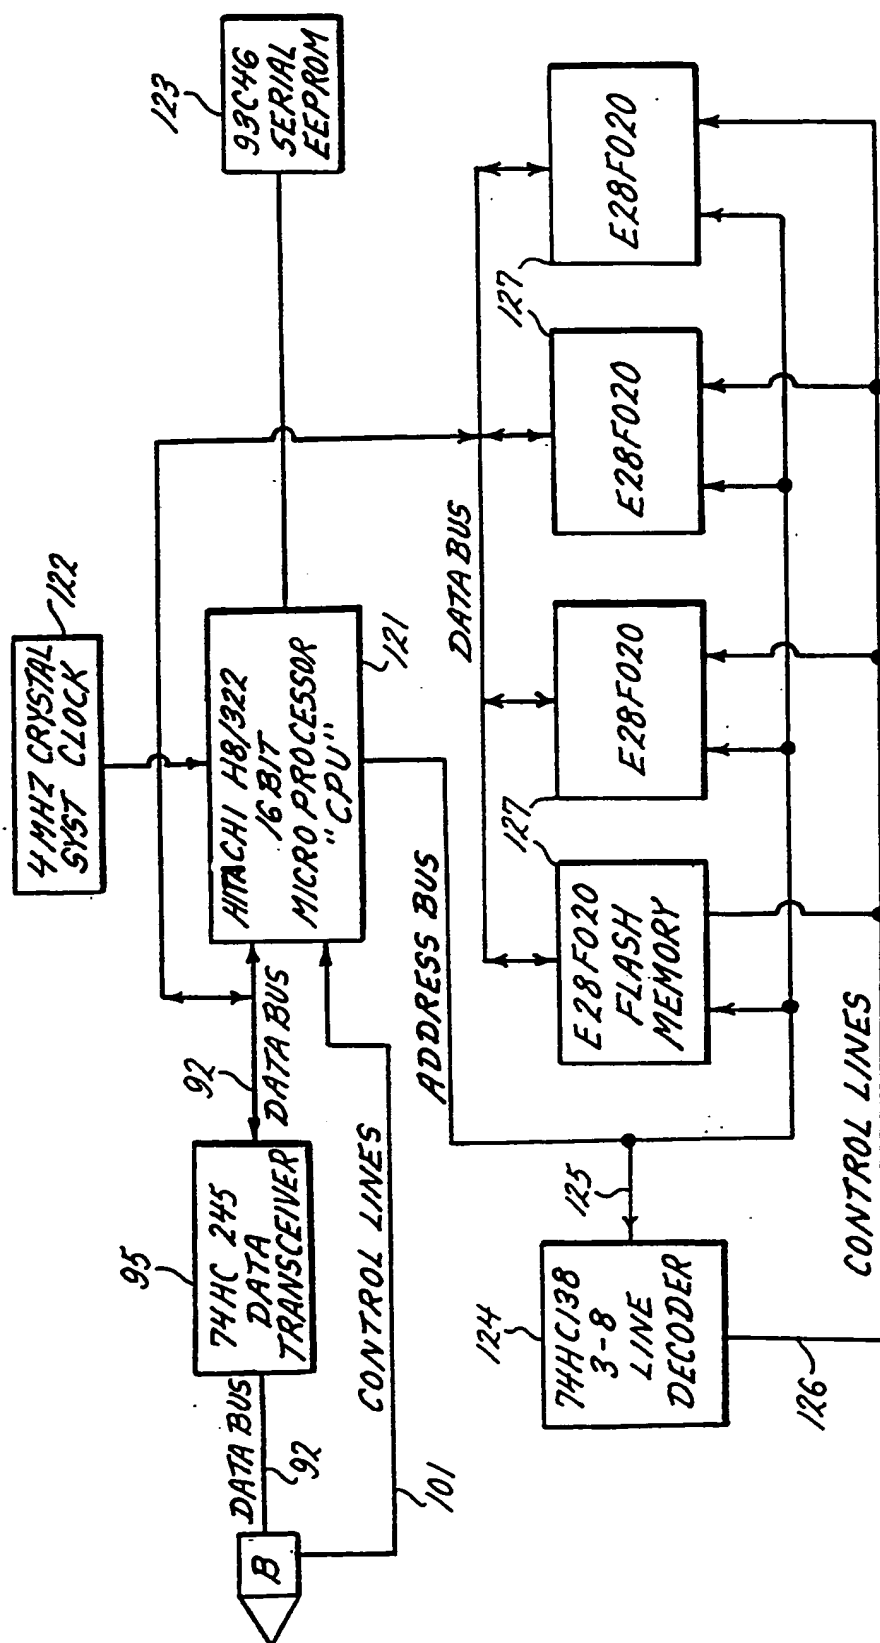 4 MHZ CRYSTAL
SYST CLOCK
122
123
93C46
SERIAL
EEPROM
B
DATA BUS
92
95
74HC 245
DATA
TRANSCEIVER
92
DATA BUS
HITACHI H8/322
16 BIT
MICRO PROCESSOR
"CPU"
121
CONTROL LINES
101
ADDRESS BUS
DATA BUS
124
74HC138
3-8
LINE
DECODER
125
126
127
E28F020
FLASH
MEMORY
E28F020
127
E28F020
E28F020
CONTROL LINES